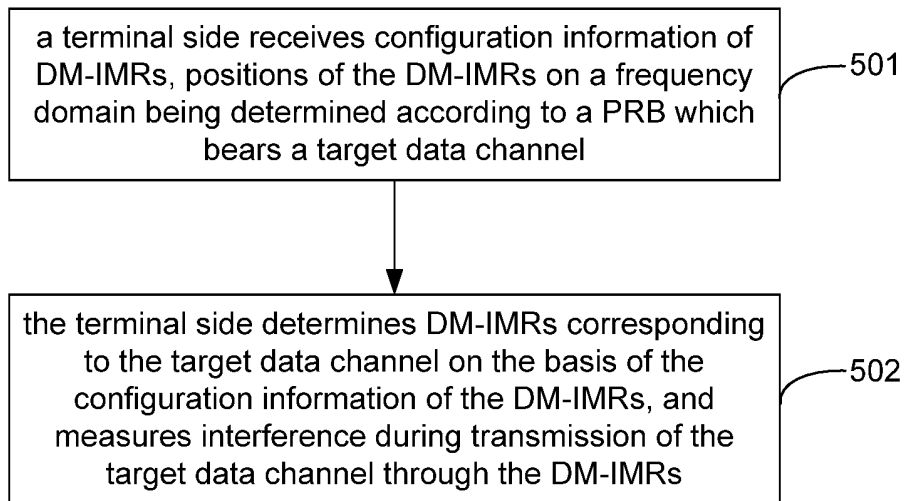 a terminal side receives configuration information of
DM-IMRs, positions of the DM-IMRs on a frequency
domain being determined according to a PRB which
bears a target data channel
501
the terminal side determines DM-IMRs corresponding
to the target data channel on the basis of the
configuration information of the DM-IMRs, and
measures interference during transmission of the
target data channel through the DM-IMRs
502